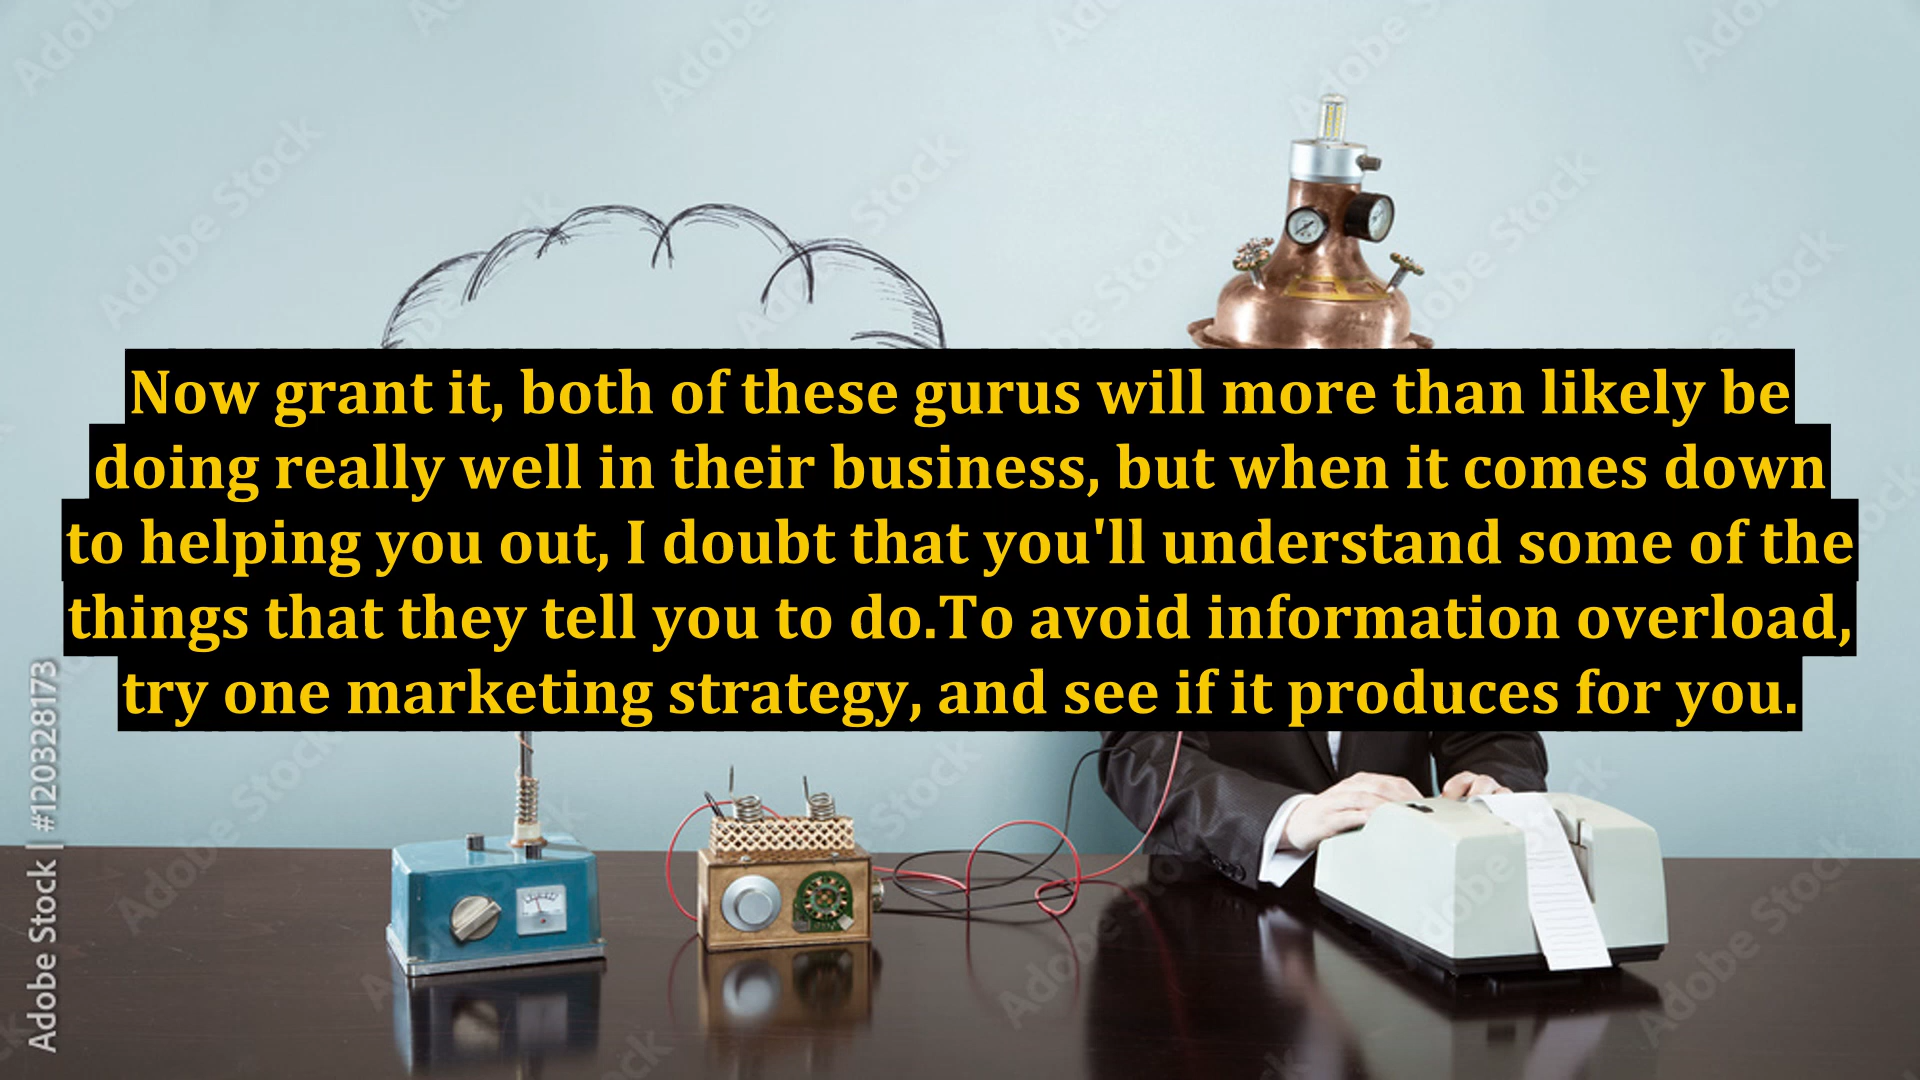 Now grant it, both of these gurus will more than likely be
doing really well in their business, but when it comes down
to helping you out, I doubt that you'll understand some of the
things that they tell you to do.To avoid information overload,
try one marketing strategy, and see if it produces for you.
Adobe Stock | #120328173